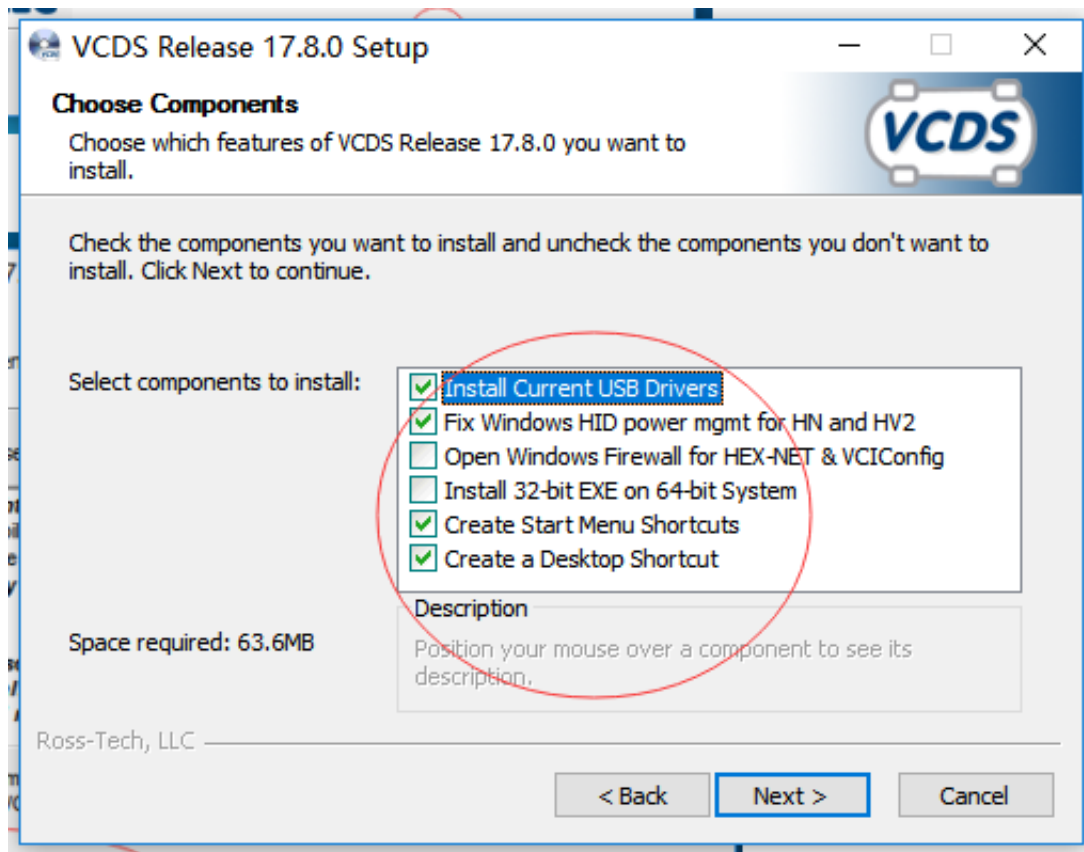 VCDS Release 17.8.0 Setup
Choose Components
Choose which features of VCDS Release 17.8.0 you want to
install.
VCDS
Check the components you want to install and uncheck the components you don't want to
install. Click Next to continue.
Select components to install:
Install Current USB Drivers
Fix Windows HID power mgmt for HN and HV2
Open Windows Firewall for HEX-NET & VCIConfig
Install 32-bit EXE on 64-bit System
Create Start Menu Shortcuts
Create a Desktop Shortcut
Space required: 63.6MB
Description
Position your mouse over a component to see its
description.
Ross-Tech, LLC
< Back
Next >
Cancel